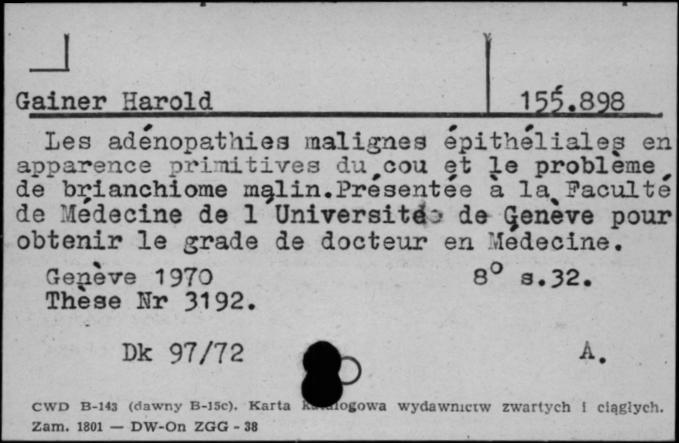 Gainer Harold 155.898
Les adénopathies malignes épithéliales en
apparence primitives du cou et le problème
de brianchiome malin.Présentée à la Faculté
de Médecine de l'Université de Genève pour
obtenir le grade de docteur en Médecine.
Genève 1970 8° s.32.
Thèse Nr 3192.
Dk 97/72 A.
CWD B-143 (dawny B-15c). Karta katalogowa wydawnictw zwartych i ciągłych.
Zam. 1801 — DW-On ZGG - 38